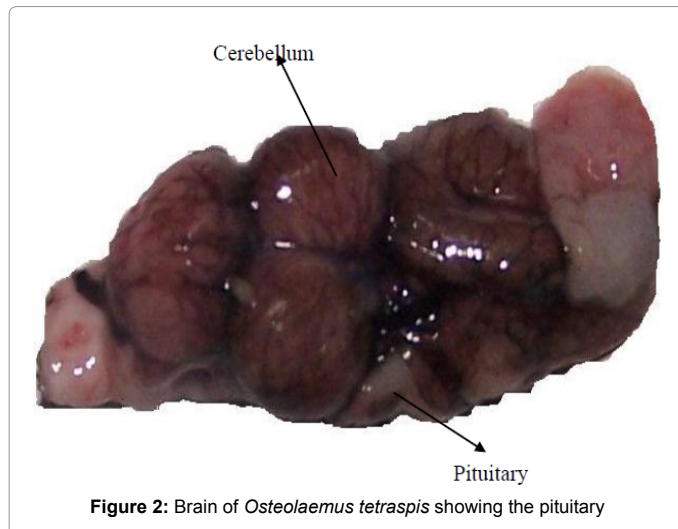 Cerebellum
Pituitary
Figure 2: Brain of Osteolaemus tetraspis showing the pituitary